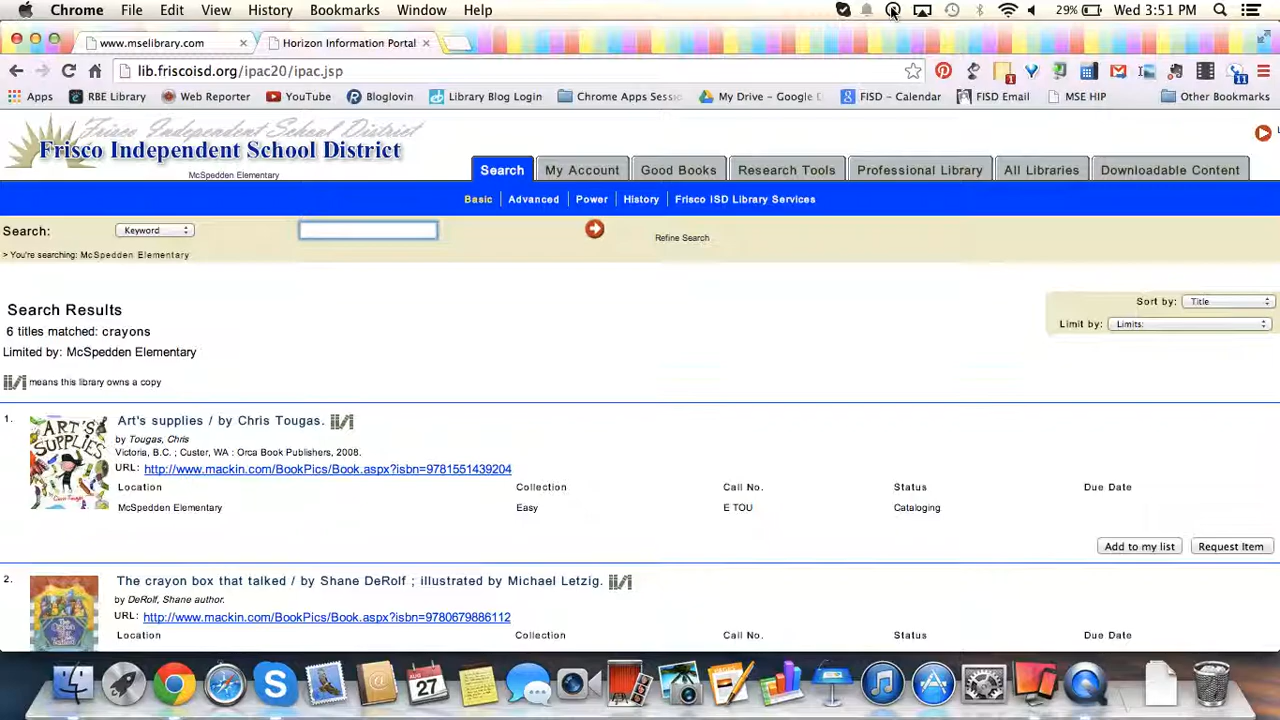 Chrome File Edit View History Bookmarks Window Help 29% Wed 3:51 PM
www.mselibrary.com Horizon Information Portal
lib.friscoisd.org/ipac20/ipac.jsp 1 11
Apps RBE Library Web Reporter YouTube Bloglovin Library Blog Login Chrome Apps Sessi My Drive - Google D FISD - Calendar FISD Email MSE HIP Other Bookmarks
Frisco Independent School District
Frisco Independent School District
McSpedden Elementary
Search My Account Good Books Research Tools Professional Library All Libraries Downloadable Content
Basic Advanced Power History Frisco ISD Library Services
Search: Keyword Refine Search
> You're searching: McSpedden Elementary
Search Results
Sort by: Title
6 titles matched: crayons
Limit by: Limits:
Limited by: McSpedden Elementary
means this library owns a copy
1. Art's supplies / by Chris Tougas.
ART'S SUPPLIES
by Tougas, Chris
Victoria, B.C. ; Custer, WA : Orca Book Publishers, 2008.
URL: http://www.mackin.com/BookPics/Book.aspx?isbn=9781551439204
Location Collection Call No. Status Due Date
McSpedden Elementary Easy E TOU Cataloging
Add to my list Request Item
2. The crayon box that talked / by Shane DeRolf ; illustrated by Michael Letzig.
by DeRolf, Shane author.
URL: http://www.mackin.com/BookPics/Book.aspx?isbn=9780679886112
Location Collection Call No. Status Due Date
AUG
27